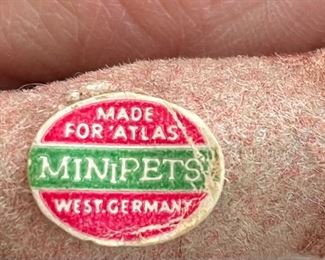 MADE
FOR 'ATLAS'
MINiPETS
WEST. GERMANY